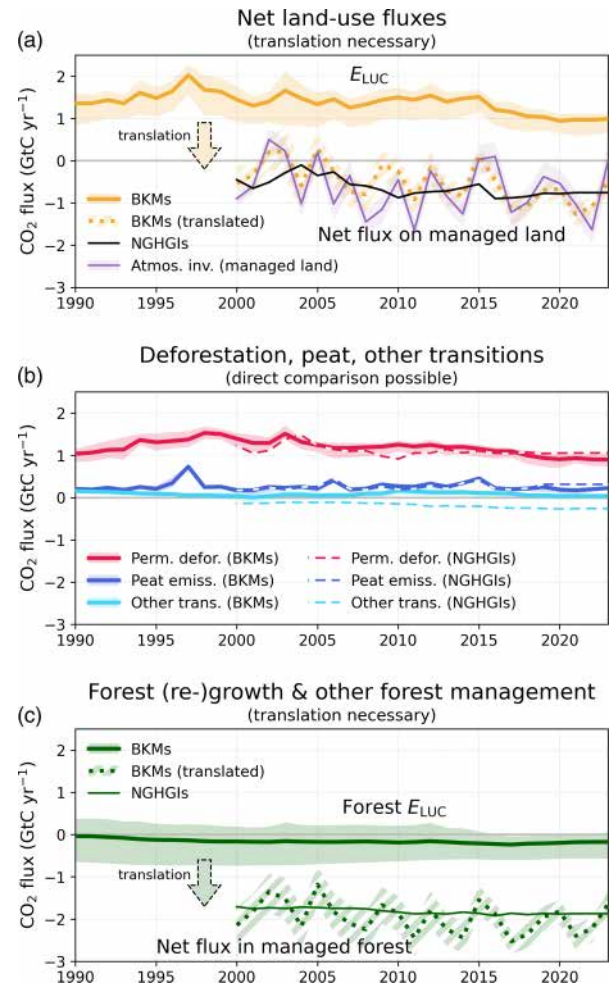 Net land-use fluxes
(a)
(translation necessary)
E_LUC
translation
BKMs
BKMs (translated)
NGHGIs
Atmos. inv. (managed land)
Net flux on managed land
CO₂ flux (GtC yr⁻¹)
2
1
0
−1
−2
−3
1990 1995 2000 2005 2010 2015 2020
Deforestation, peat, other transitions
(b)
(direct comparison possible)
CO₂ flux (GtC yr⁻¹)
2
1
0
−1
−2
−3
Perm. defor. (BKMs) Perm. defor. (NGHGIs)
Peat emiss. (BKMs) Peat emiss. (NGHGIs)
Other trans. (BKMs) Other trans. (NGHGIs)
1990 1995 2000 2005 2010 2015 2020
Forest (re-)growth & other forest management
(c)
(translation necessary)
BKMs
BKMs (translated)
NGHGIs
Forest E_LUC
translation
Net flux in managed forest
CO₂ flux (GtC yr⁻¹)
2
1
0
−1
−2
−3
1990 1995 2000 2005 2010 2015 2020